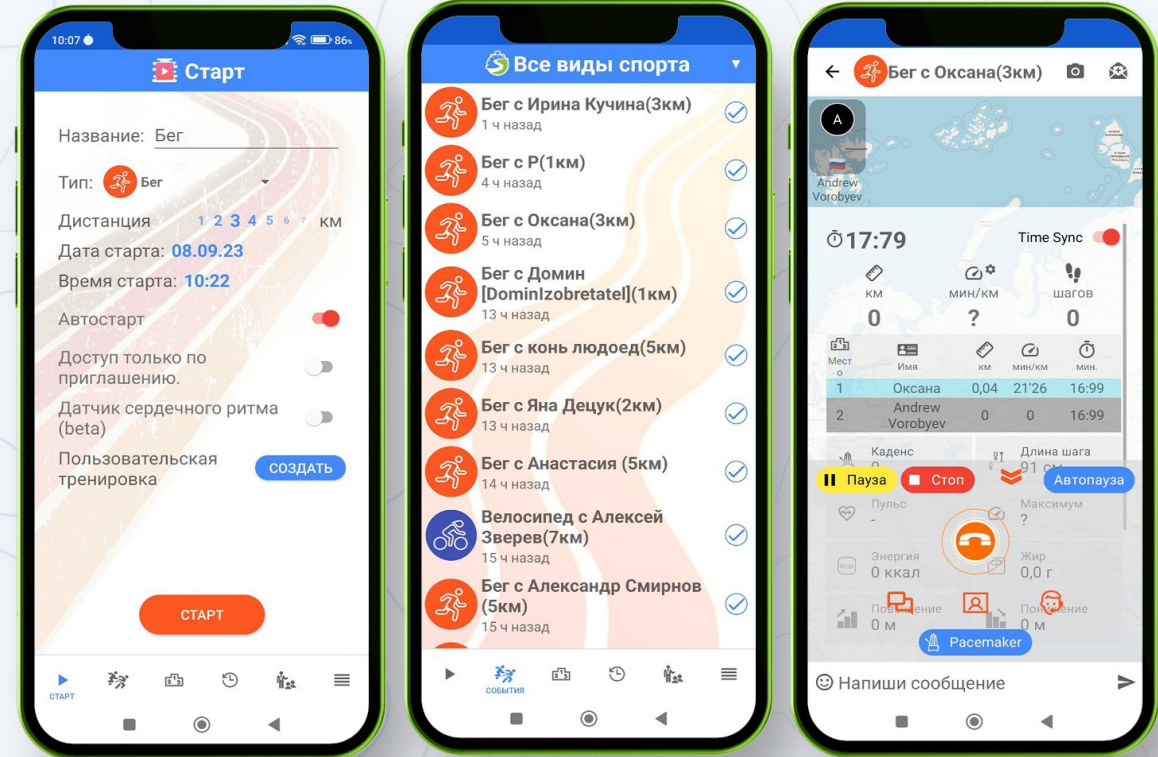 10:07
86%
Старт
Название: Бег
Тип: Бег
Дистанция 1 2 3 4 5 6 7 км
Дата старта: 08.09.23
Время старта: 10:22
Автостарт
Доступ только по
приглашению.
Датчик сердечного ритма
(beta)
Пользовательская
тренировка
СОЗДАТЬ
СТАРТ
СТАРТ
Все виды спорта
Бег с Ирина Кучина(3км)
1 ч назад
Бег с Р(1км)
4 ч назад
Бег с Оксана(3км)
5 ч назад
Бег с Домин
[DominIzobretatel](1км)
13 ч назад
Бег с конь людоед(5км)
13 ч назад
Бег с Яна Децук(2км)
13 ч назад
Бег с Анастасия (5км)
14 ч назад
Велосипед с Алексей
Зверев(7км)
15 ч назад
Бег с Александр Смирнов
(5км)
15 ч назад
СОБЫТИЯ
Бег с Оксана(3км)
A
Andrew
Vorobyev
17:79
Time Sync
км мин/км шагов
0 ? 0
Мест
о
Имя км мин/км мин.
1 Оксана 0,04 21'26 16:99
2 Andrew
Vorobyev 0 0 16:99
Каденс
Длина шага
91 см
Пауза Стоп Автопауза
Пульс
-
Максимум
?
kcal
Энергия
0 ккал
Жир
0,0 г
0 м
0 м
Pacemaker
Напиши сообщение